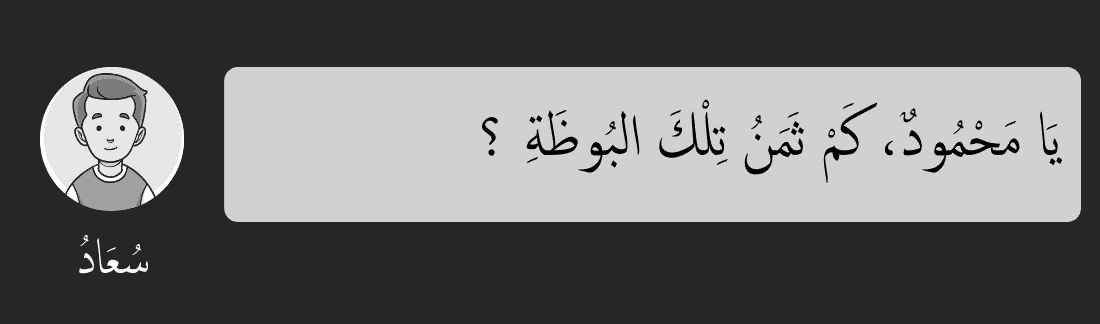 يَا مَحْمُودٌ، كَمْ ثَمَنُ تِلْكَ البُوظَةِ ؟
سُعَادُ